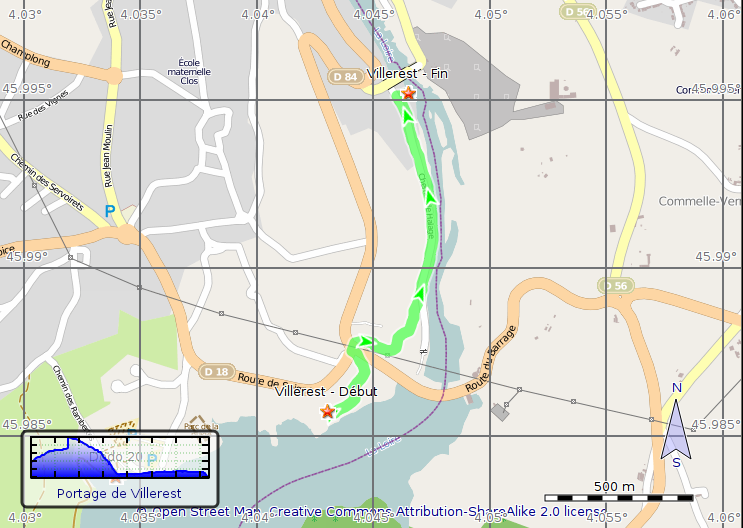 4.03° 4.035° 4.04° 4.045° 4.05° 4.055° 4.06°
D 56
Champlong
École
maternelle
Clos
D 84
Villerest - Fin
45.995° 45.995°
Rue des Vignes
Rue Jean Moulin
Chemin des Servoirets
P
Commelle-Ver
45.99° 45.99°
D 56
D 18
Route de
Route du Barrage
Villerest - Début
Chemin des Rambe
Parc de la
N
S
45.985° 45.985°
Portage de Villerest
500 m
© Open Street Map, Creative Commons Attribution-ShareAlike 2.0 license
4.03° 4.035° 4.04° 4.045° 4.05° 4.055° 4.06°